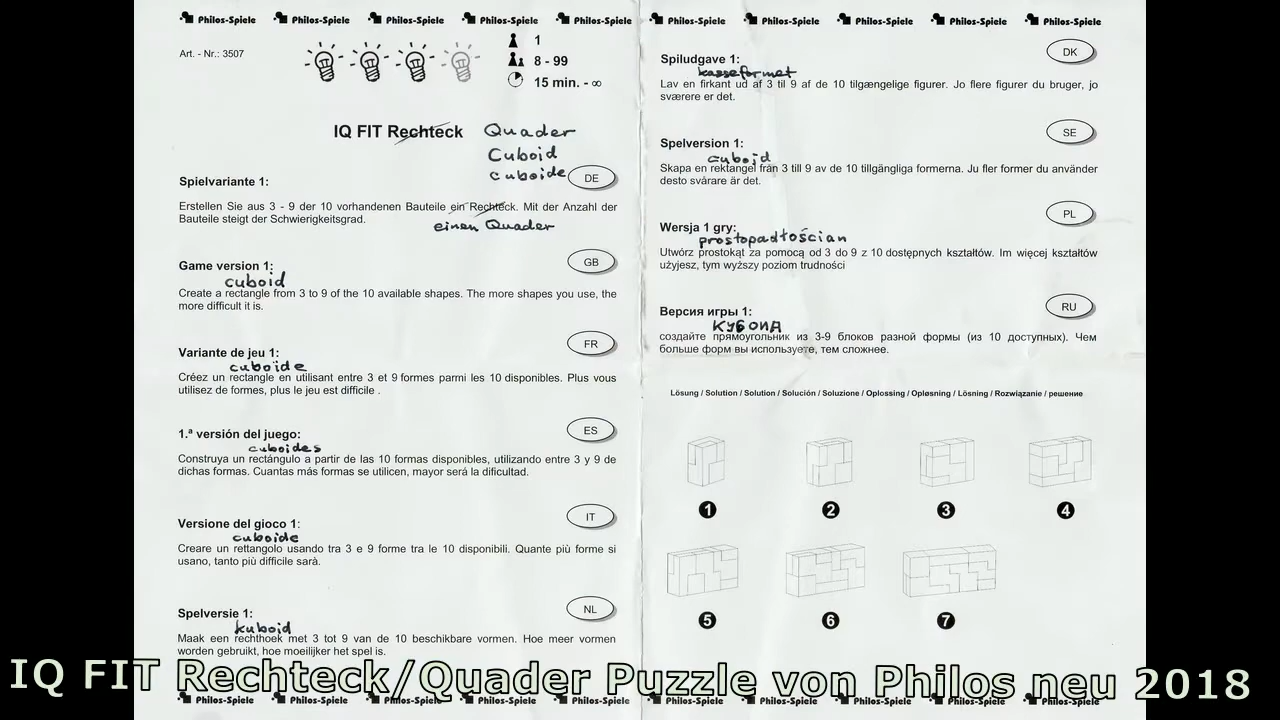 Philos-Spiele Philos-Spiele Philos-Spiele Philos-Spiele Philos-Spiele Philos-Spiele Philos-Spiele Philos-Spiele Philos-Spiele Philos-Spiele
Art. - Nr.: 3507
1
8 - 99
15 min. - ∞
IQ FIT Rechteck Quader
Cuboid
cuboide
DE
Spielvariante 1:
Erstellen Sie aus 3 - 9 der 10 vorhandenen Bauteile ein Rechteck. Mit der Anzahl der
Bauteile steigt der Schwierigkeitsgrad.
einen Quader
GB
Game version 1:
cuboid
Create a rectangle from 3 to 9 of the 10 available shapes. The more shapes you use, the
more difficult it is.
FR
Variante de jeu 1:
cuboide
Créez un rectangle en utilisant entre 3 et 9 formes parmi les 10 disponibles. Plus vous
utilisez de formes, plus le jeu est difficile .
ES
1.ª versión del juego:
cuboides
Construya un rectángulo a partir de las 10 formas disponibles, utilizando entre 3 y 9 de
dichas formas. Cuantas más formas se utilicen, mayor será la dificultad.
IT
Versione del gioco 1:
cuboide
Creare un rettangolo usando tra 3 e 9 forme tra le 10 disponibili. Quante più forme si
usano, tanto più difficile sarà.
NL
Spelversie 1:
kuboid
Maak een rechthoek met 3 tot 9 van de 10 beschikbare vormen. Hoe meer vormen
worden gebruikt, hoe moeilijker het spel is.
DK
Spiludgave 1:
kasseformet
Lav en firkant ud af 3 til 9 af de 10 tilgængelige figurer. Jo flere figurer du bruger, jo
sværere er det.
SE
Spelversion 1:
cuboid
Skapa en rektangel från 3 till 9 av de 10 tillgängliga formerna. Ju fler former du använder
desto svårare är det.
PL
Wersja 1 gry:
prostopadłościan
Utwórz prostokąt za pomocą od 3 do 9 z 10 dostępnych kształtów. Im więcej kształtów
użyjesz, tym wyższy poziom trudności
RU
Версия игры 1:
КУБОИД
создайте прямоугольник из 3-9 блоков разной формы (из 10 доступных). Чем
больше форм вы используете, тем сложнее.
Lösung / Solution / Solution / Solución / Soluzione / Oplossing / Opløsning / Lösning / Rozwiązanie / решение
1 2 3 4
5 6 7
IQ FIT Rechteck/Quader Puzzle von Philos neu 2018
Philos-Spiele Philos-Spiele Philos-Spiele Philos-Spiele Philos-Spiele Philos-Spiele Philos-Spiele Philos-Spiele Philos-Spiele Philos-Spiele